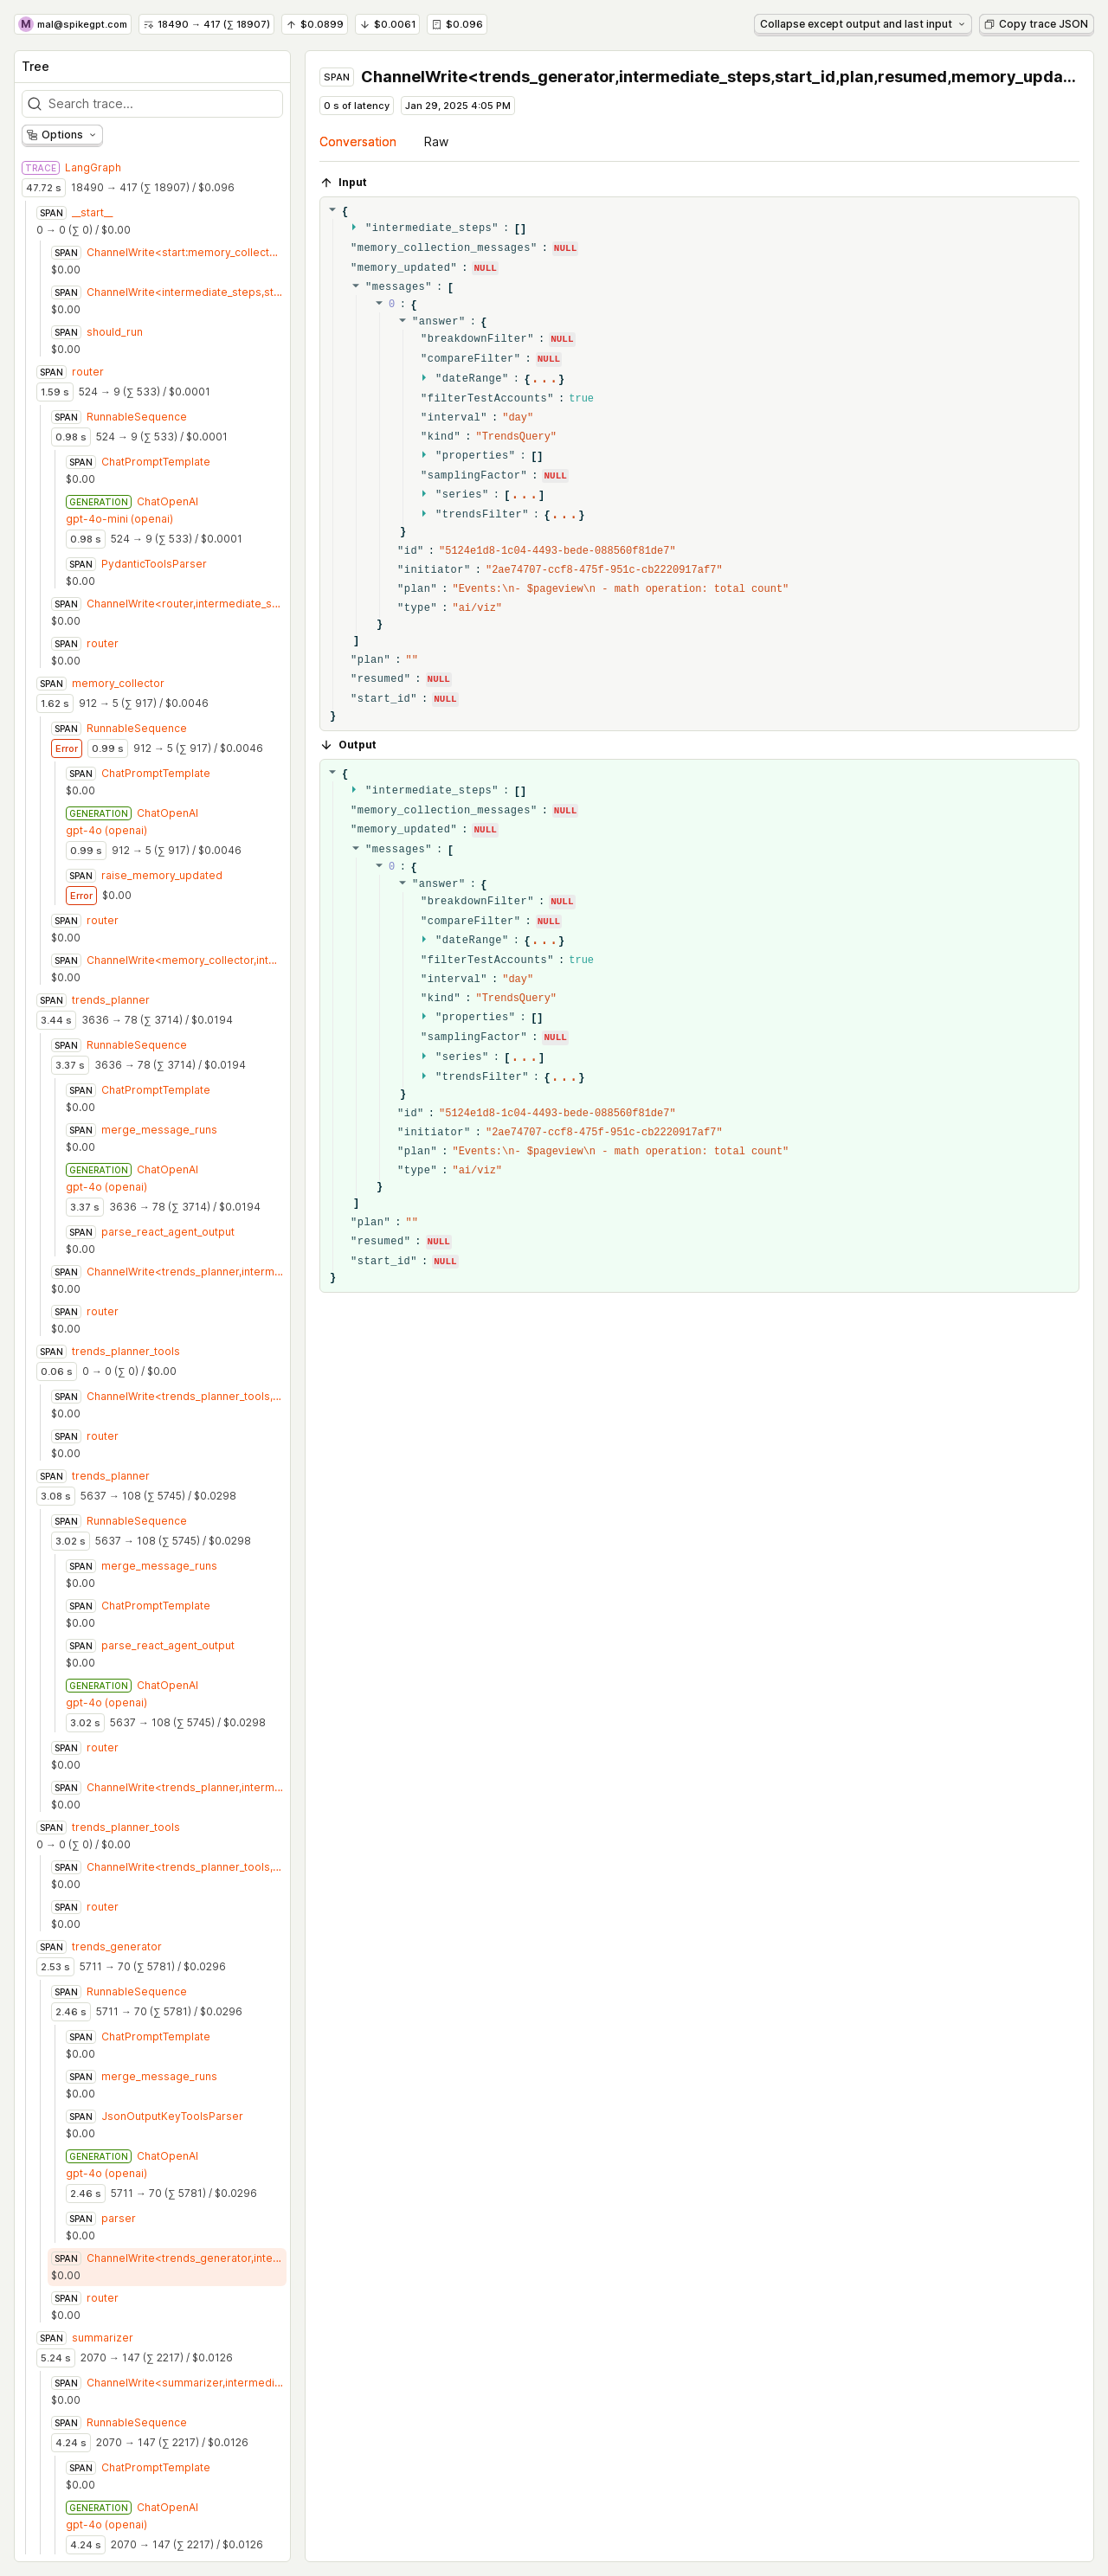 M mal@spikegpt.com
18490 → 417 (∑ 18907)
$0.0899
$0.0061
$0.096
Collapse except output and last input
Copy trace JSON
Tree
Search trace...
Options
TRACE LangGraph
47.72 s 18490 → 417 (∑ 18907) / $0.096
SPAN __start__
0 → 0 (∑ 0) / $0.00
SPAN ChannelWrite<start:memory_collect...
$0.00
SPAN ChannelWrite<intermediate_steps,st...
$0.00
SPAN should_run
$0.00
SPAN router
1.59 s 524 → 9 (∑ 533) / $0.0001
SPAN RunnableSequence
0.98 s 524 → 9 (∑ 533) / $0.0001
SPAN ChatPromptTemplate
$0.00
GENERATION ChatOpenAI
gpt-4o-mini (openai)
0.98 s 524 → 9 (∑ 533) / $0.0001
SPAN PydanticToolsParser
$0.00
SPAN ChannelWrite<router,intermediate_s...
$0.00
SPAN router
$0.00
SPAN memory_collector
1.62 s 912 → 5 (∑ 917) / $0.0046
SPAN RunnableSequence
Error 0.99 s 912 → 5 (∑ 917) / $0.0046
SPAN ChatPromptTemplate
$0.00
GENERATION ChatOpenAI
gpt-4o (openai)
0.99 s 912 → 5 (∑ 917) / $0.0046
SPAN raise_memory_updated
Error $0.00
SPAN router
$0.00
SPAN ChannelWrite<memory_collector,int...
$0.00
SPAN trends_planner
3.44 s 3636 → 78 (∑ 3714) / $0.0194
SPAN RunnableSequence
3.37 s 3636 → 78 (∑ 3714) / $0.0194
SPAN ChatPromptTemplate
$0.00
SPAN merge_message_runs
$0.00
GENERATION ChatOpenAI
gpt-4o (openai)
3.37 s 3636 → 78 (∑ 3714) / $0.0194
SPAN parse_react_agent_output
$0.00
SPAN ChannelWrite<trends_planner,interm...
$0.00
SPAN router
$0.00
SPAN trends_planner_tools
0.06 s 0 → 0 (∑ 0) / $0.00
SPAN ChannelWrite<trends_planner_tools,...
$0.00
SPAN router
$0.00
SPAN trends_planner
3.08 s 5637 → 108 (∑ 5745) / $0.0298
SPAN RunnableSequence
3.02 s 5637 → 108 (∑ 5745) / $0.0298
SPAN merge_message_runs
$0.00
SPAN ChatPromptTemplate
$0.00
SPAN parse_react_agent_output
$0.00
GENERATION ChatOpenAI
gpt-4o (openai)
3.02 s 5637 → 108 (∑ 5745) / $0.0298
SPAN router
$0.00
SPAN ChannelWrite<trends_planner,interm...
$0.00
SPAN trends_planner_tools
0 → 0 (∑ 0) / $0.00
SPAN ChannelWrite<trends_planner_tools,...
$0.00
SPAN router
$0.00
SPAN trends_generator
2.53 s 5711 → 70 (∑ 5781) / $0.0296
SPAN RunnableSequence
2.46 s 5711 → 70 (∑ 5781) / $0.0296
SPAN ChatPromptTemplate
$0.00
SPAN merge_message_runs
$0.00
SPAN JsonOutputKeyToolsParser
$0.00
GENERATION ChatOpenAI
gpt-4o (openai)
2.46 s 5711 → 70 (∑ 5781) / $0.0296
SPAN parser
$0.00
SPAN ChannelWrite<trends_generator,inte...
$0.00
SPAN router
$0.00
SPAN summarizer
5.24 s 2070 → 147 (∑ 2217) / $0.0126
SPAN ChannelWrite<summarizer,intermedi...
$0.00
SPAN RunnableSequence
4.24 s 2070 → 147 (∑ 2217) / $0.0126
SPAN ChatPromptTemplate
$0.00
GENERATION ChatOpenAI
gpt-4o (openai)
4.24 s 2070 → 147 (∑ 2217) / $0.0126
SPAN ChannelWrite<trends_generator,intermediate_steps,start_id,plan,resumed,memory_upda...
0 s of latency
Jan 29, 2025 4:05 PM
Conversation
Raw
Input
{
"intermediate_steps" : []
"memory_collection_messages" : NULL
"memory_updated" : NULL
"messages" : [
0 : {
"answer" : {
"breakdownFilter" : NULL
"compareFilter" : NULL
"dateRange" : {...}
"filterTestAccounts" : true
"interval" : "day"
"kind" : "TrendsQuery"
"properties" : []
"samplingFactor" : NULL
"series" : [...]
"trendsFilter" : {...}
}
"id" : "5124e1d8-1c04-4493-bede-088560f81de7"
"initiator" : "2ae74707-ccf8-475f-951c-cb2220917af7"
"plan" : "Events:\n- $pageview\n - math operation: total count"
"type" : "ai/viz"
}
]
"plan" : ""
"resumed" : NULL
"start_id" : NULL
}
Output
{
"intermediate_steps" : []
"memory_collection_messages" : NULL
"memory_updated" : NULL
"messages" : [
0 : {
"answer" : {
"breakdownFilter" : NULL
"compareFilter" : NULL
"dateRange" : {...}
"filterTestAccounts" : true
"interval" : "day"
"kind" : "TrendsQuery"
"properties" : []
"samplingFactor" : NULL
"series" : [...]
"trendsFilter" : {...}
}
"id" : "5124e1d8-1c04-4493-bede-088560f81de7"
"initiator" : "2ae74707-ccf8-475f-951c-cb2220917af7"
"plan" : "Events:\n- $pageview\n - math operation: total count"
"type" : "ai/viz"
}
]
"plan" : ""
"resumed" : NULL
"start_id" : NULL
}